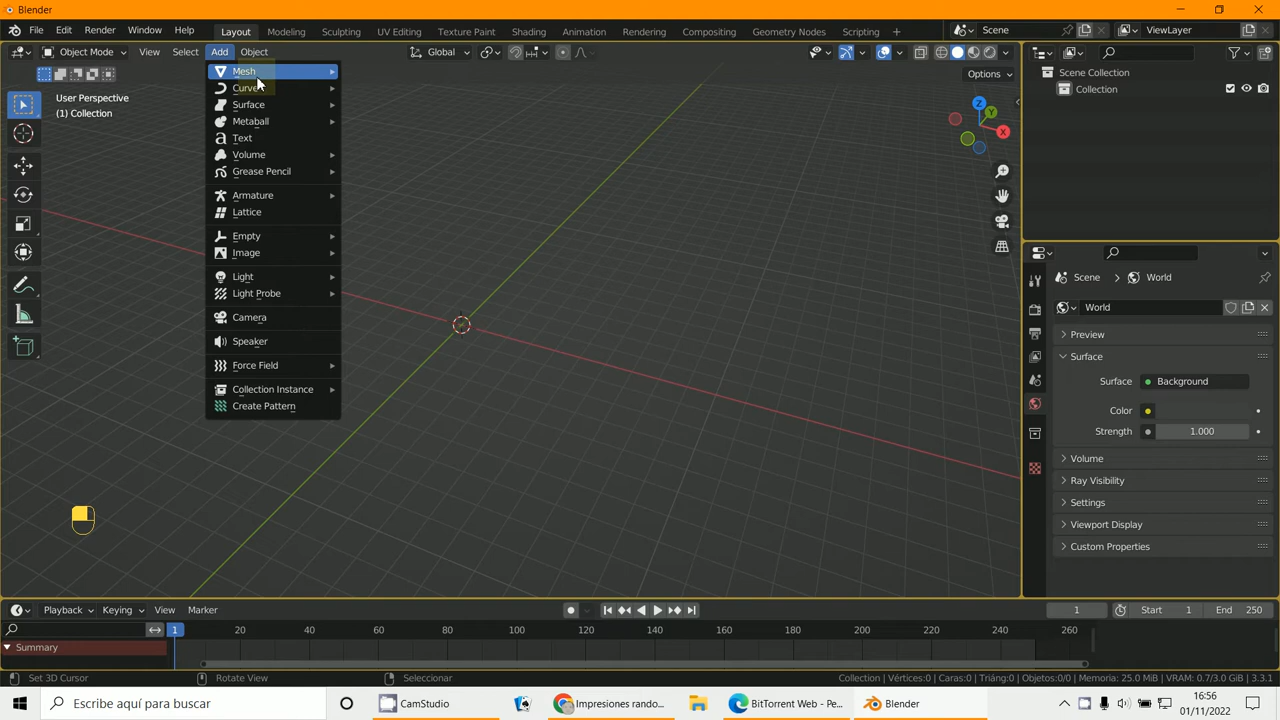 Blender
File Edit Render Window Help Layout Modeling Sculpting UV Editing Texture Paint Shading Animation Rendering Compositing Geometry Nodes Scripting + Scene ViewLayer
Object Mode View Select Add Object Global
Options
User Perspective
(1) Collection
Mesh
Curve
Surface
Metaball
Text
Volume
Grease Pencil
Armature
Lattice
Empty
Image
Light
Light Probe
Camera
Speaker
Force Field
Collection Instance
Create Pattern
Z
Y
X
Scene Collection
Collection
Scene World
World
Preview
Surface
Surface Background
Color
Strength 1.000
Volume
Ray Visibility
Settings
Viewport Display
Custom Properties
Playback Keying View Marker 1 Start 1 End 250
1 20 40 60 80 100 120 140 160 180 200 220 240 260
Summary
Set 3D Cursor Rotate View Seleccionar Collection | Vértices:0 | Caras:0 | Triáng:0 | Objetos:0/0 | Memoria: 25.0 MiB | VRAM: 0.7/3.0 GiB | 3.3.1
Escribe aquí para buscar CamStudio Impresiones rando... BitTorrent Web - Pe... Blender 16:56
01/11/2022